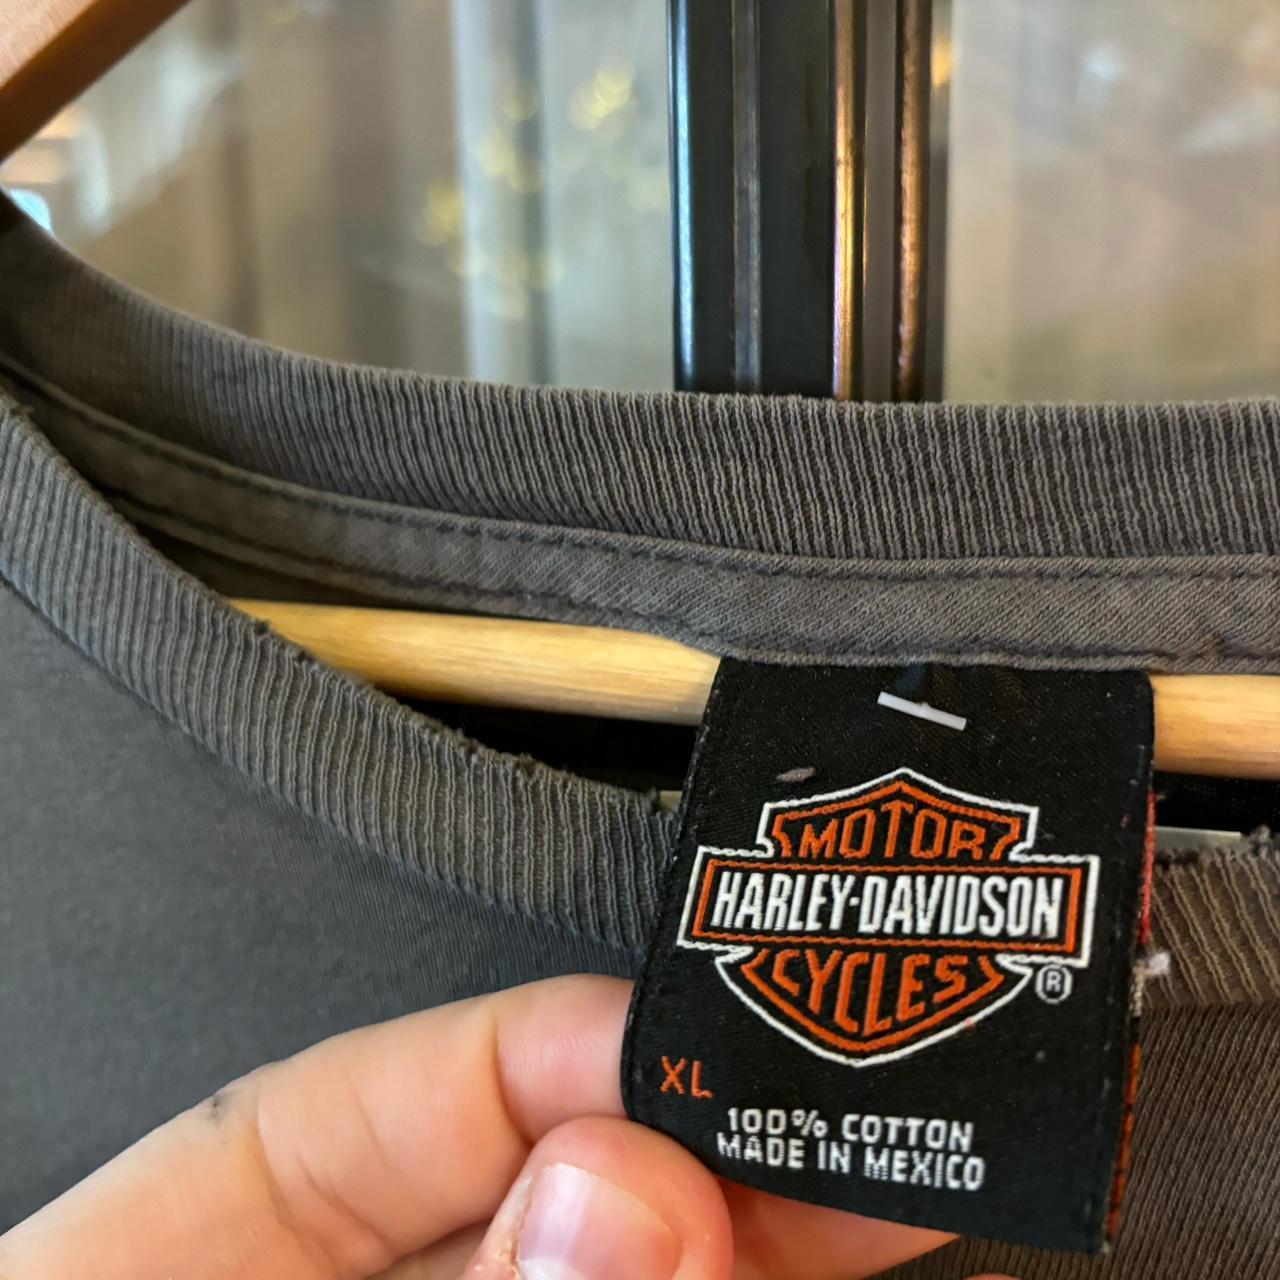 MOTOR
HARLEY-DAVIDSON
CYCLES
®
XL
100% COTTON
MADE IN MEXICO